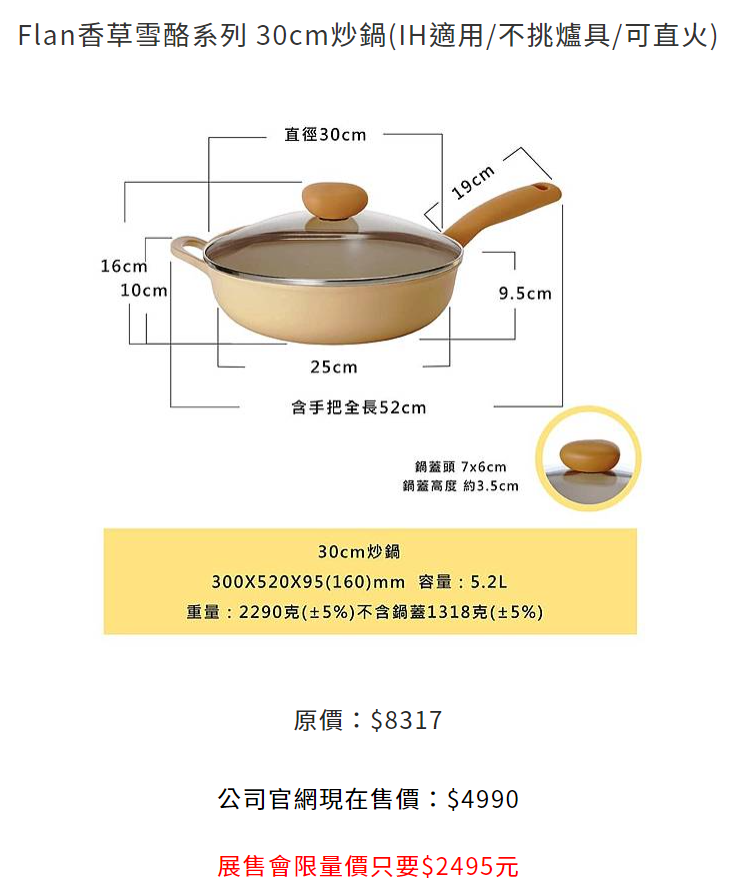 Flan香草雪酪系列 30cm炒鍋(IH適用/不挑爐具/可直火)
直徑30cm
19cm
16cm
10cm
9.5cm
25cm
含手把全長52cm
鍋蓋頭 7x6cm
鍋蓋高度 約3.5cm
30cm炒鍋
300X520X95(160)mm 容量：5.2L
重量：2290克(±5%)不含鍋蓋1318克(±5%)
原價：$8317
公司官網現在售價：$4990
展售會限量價只要$2495元